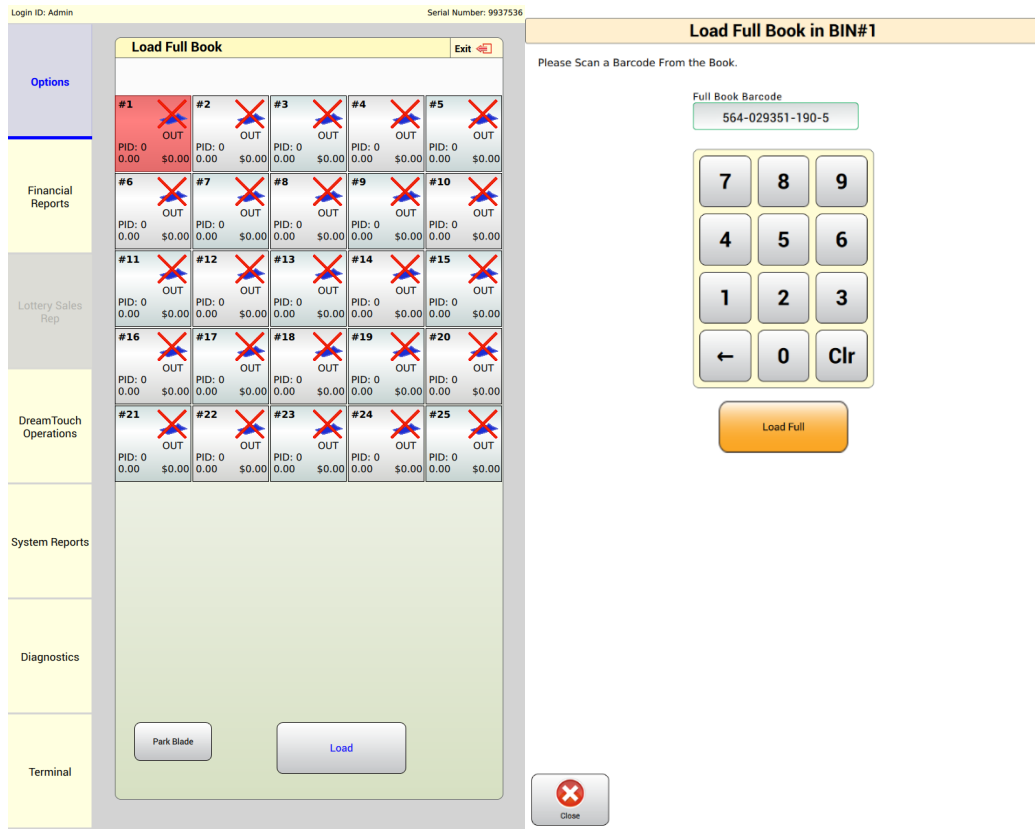 Login ID: Admin
Serial Number: 9937536
Options
Financial
Reports
Lottery Sales
Rep
DreamTouch
Operations
System Reports
Diagnostics
Terminal
Load Full Book
Exit
#1 #2 #3 #4 #5
OUT OUT OUT OUT OUT
PID: 0 PID: 0 PID: 0 PID: 0 PID: 0
0.00 $0.00 0.00 $0.00 0.00 $0.00 0.00 $0.00 0.00 $0.00
#6 #7 #8 #9 #10
OUT OUT OUT OUT OUT
PID: 0 PID: 0 PID: 0 PID: 0 PID: 0
0.00 $0.00 0.00 $0.00 0.00 $0.00 0.00 $0.00 0.00 $0.00
#11 #12 #13 #14 #15
OUT OUT OUT OUT OUT
PID: 0 PID: 0 PID: 0 PID: 0 PID: 0
0.00 $0.00 0.00 $0.00 0.00 $0.00 0.00 $0.00 0.00 $0.00
#16 #17 #18 #19 #20
OUT OUT OUT OUT OUT
PID: 0 PID: 0 PID: 0 PID: 0 PID: 0
0.00 $0.00 0.00 $0.00 0.00 $0.00 0.00 $0.00 0.00 $0.00
#21 #22 #23 #24 #25
OUT OUT OUT OUT OUT
PID: 0 PID: 0 PID: 0 PID: 0 PID: 0
0.00 $0.00 0.00 $0.00 0.00 $0.00 0.00 $0.00 0.00 $0.00
Park Blade
Load
Load Full Book in BIN#1
Please Scan a Barcode From the Book.
Full Book Barcode
564-029351-190-5
7 8 9
4 5 6
1 2 3
← 0 Clr
Load Full
Close